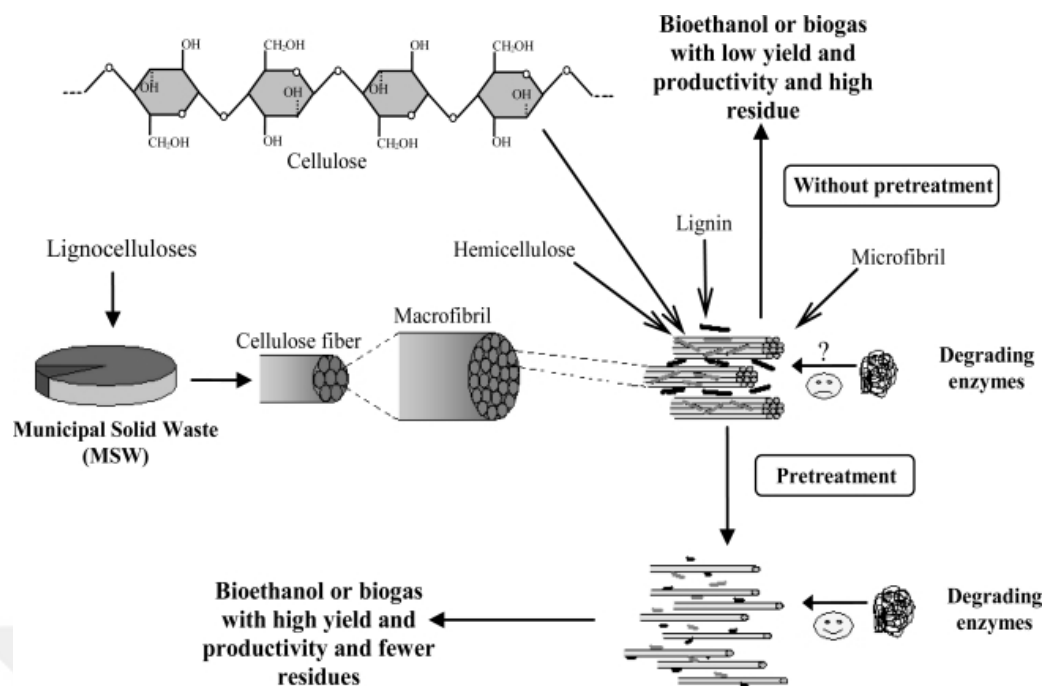 OH
CH₂OH
OH
CH₂OH
O
O
O
O
O
O
OH
OH
OH
OH
O
O
O
O
CH₂OH
OH
CH₂OH
OH
Cellulose
Bioethanol or biogas
with low yield and
productivity and high
residue
Without pretreatment
Lignocelluloses
Hemicellulose
Lignin
Microfibril
Cellulose fiber
Macrofibril
?
Degrading
enzymes
Municipal Solid Waste
(MSW)
Pretreatment
Bioethanol or biogas
with high yield and
productivity and fewer
residues
Degrading
enzymes